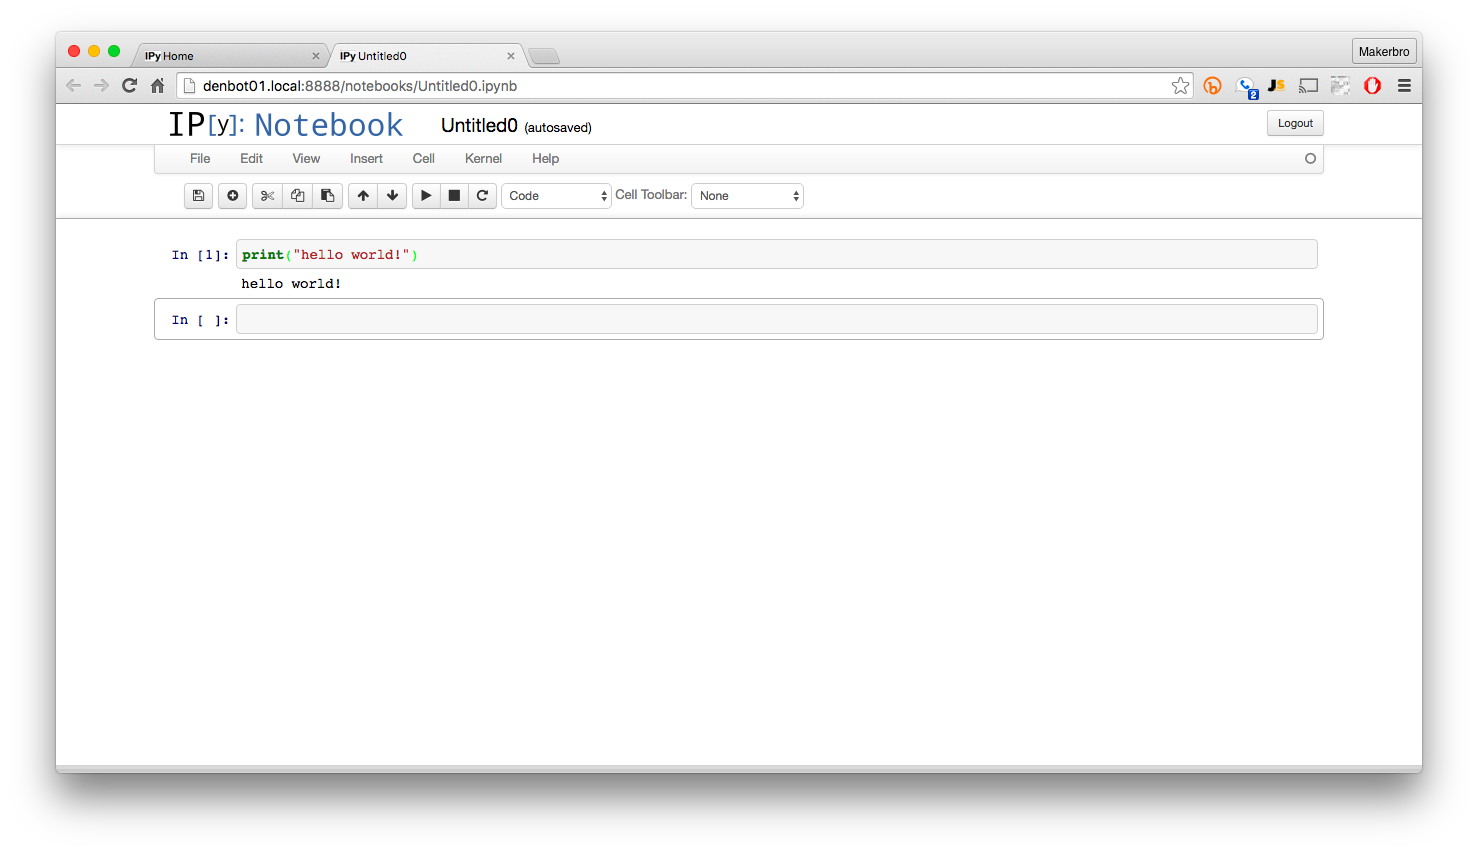 IPy Home
IPy Untitled0
Makerbro
denbot01.local:8888/notebooks/Untitled0.ipynb
2
JS
IP[y]: Notebook
Untitled0 (autosaved)
Logout
File Edit View Insert Cell Kernel Help
Code
Cell Toolbar:
None
In [1]: print("hello world!")
hello world!
In [ ]: